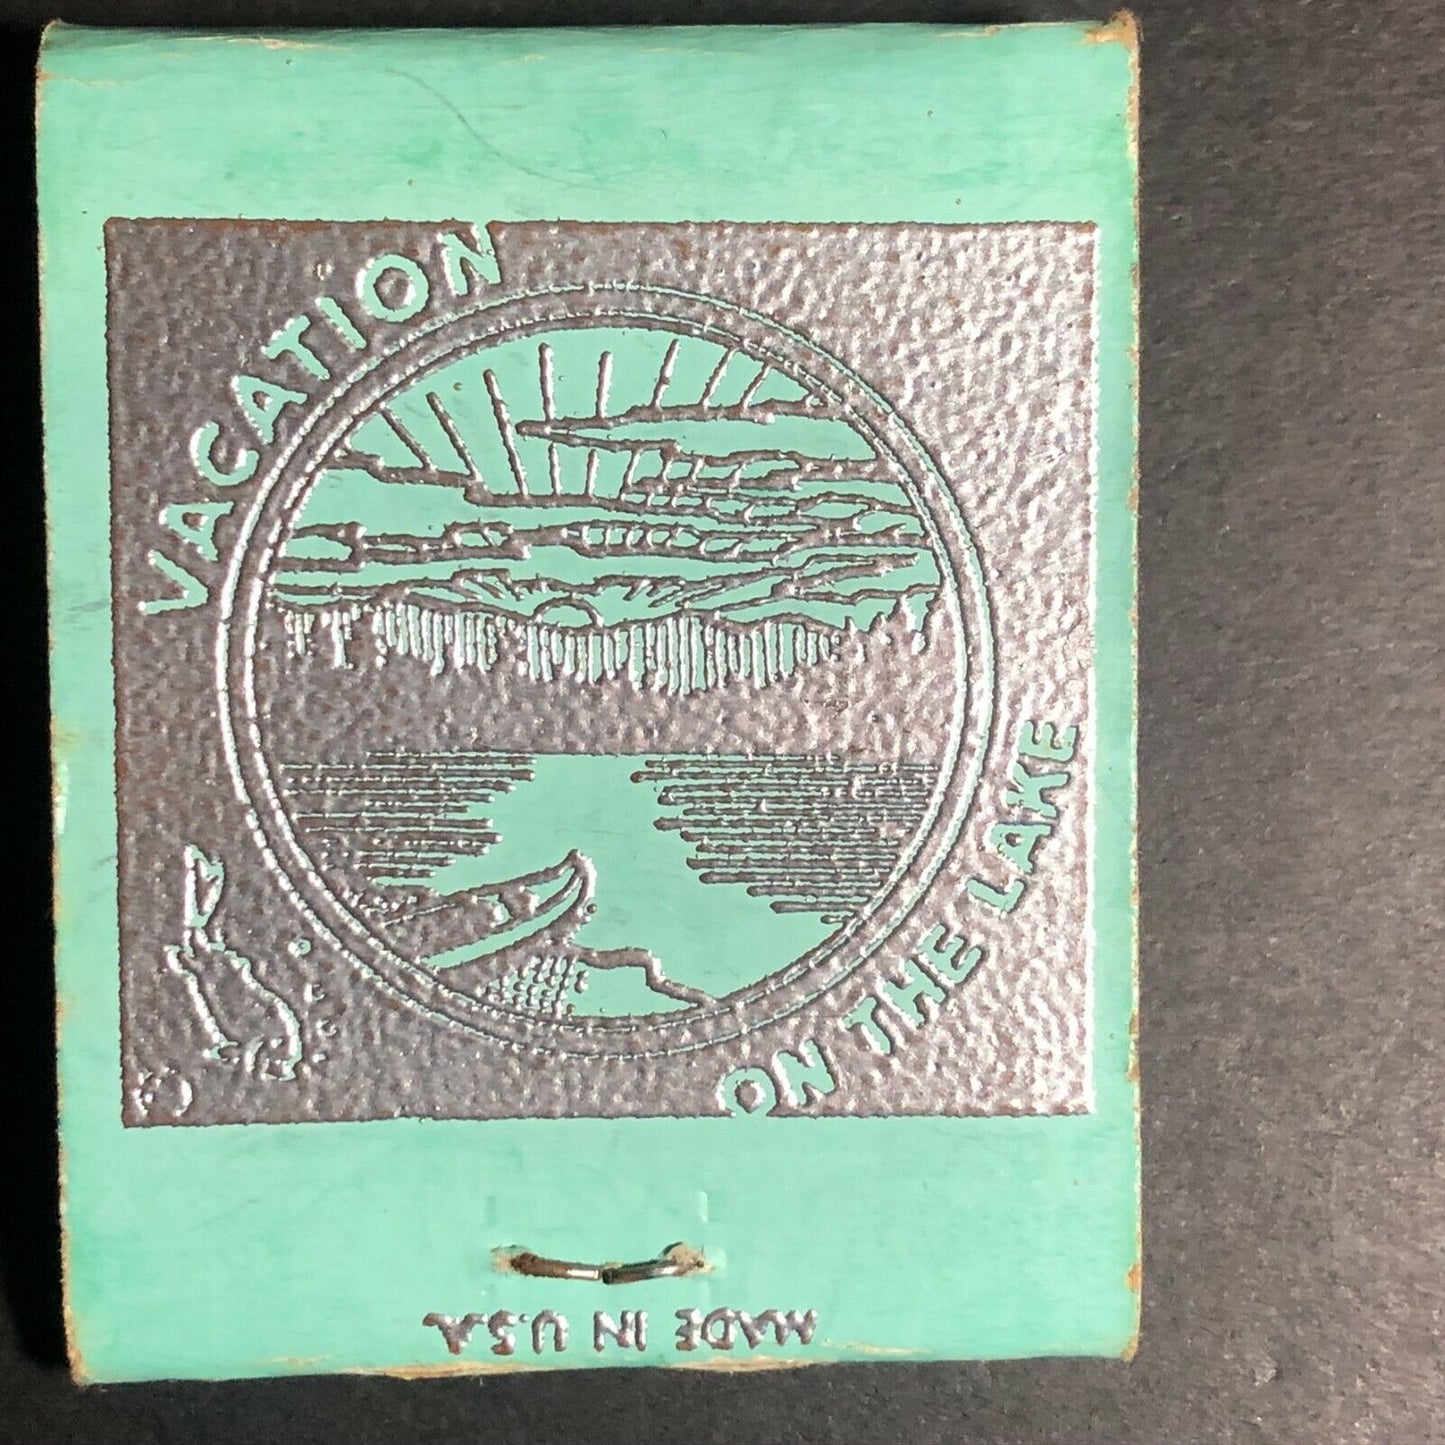 VACATION
ON THE LAKE
MADE IN U.S.A.